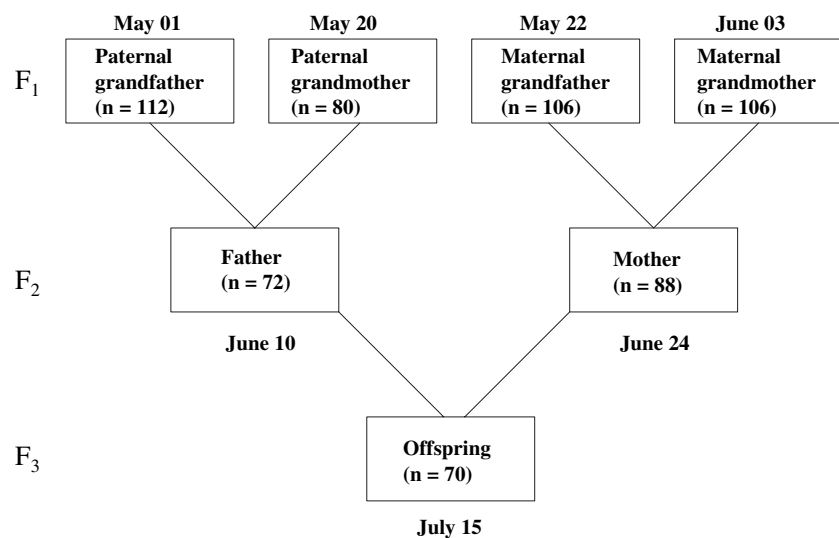 May 01
May 20
May 22
June 03
F1
Paternal
grandfather
(n = 112)
Paternal
grandmother
(n = 80)
Maternal
grandfather
(n = 106)
Maternal
grandmother
(n = 106)
F2
Father
(n = 72)
Mother
(n = 88)
June 10
June 24
F3
Offspring
(n = 70)
July 15